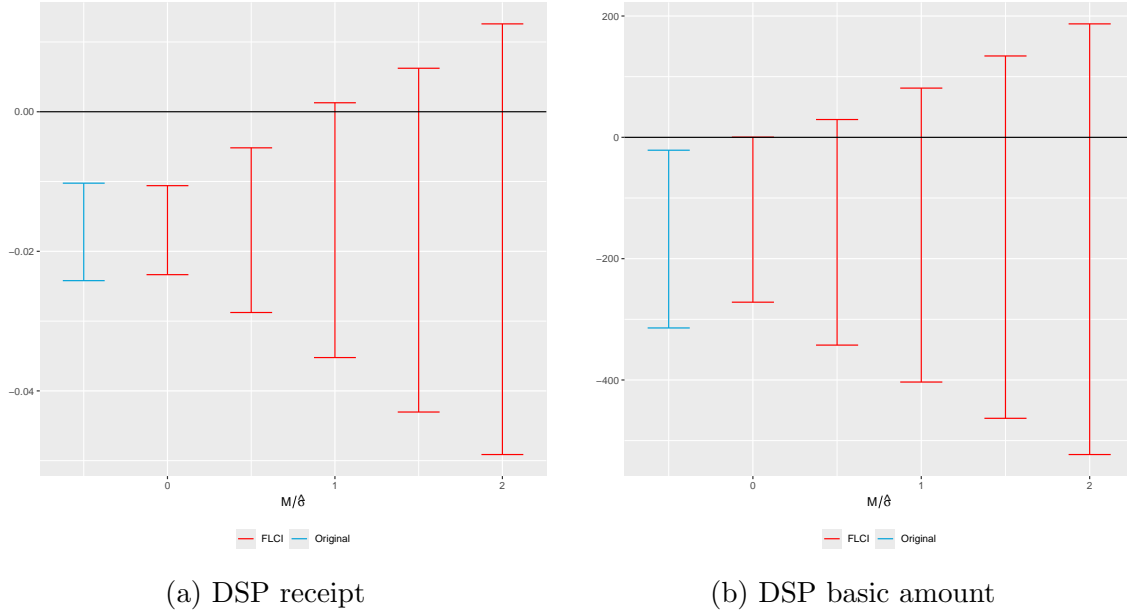 0.00
−0.02
−0.04
0
1
2
M/σ̂
FLCI
Original
(a) DSP receipt
200
0
−200
−400
0
1
2
M/σ̂
FLCI
Original
(b) DSP basic amount